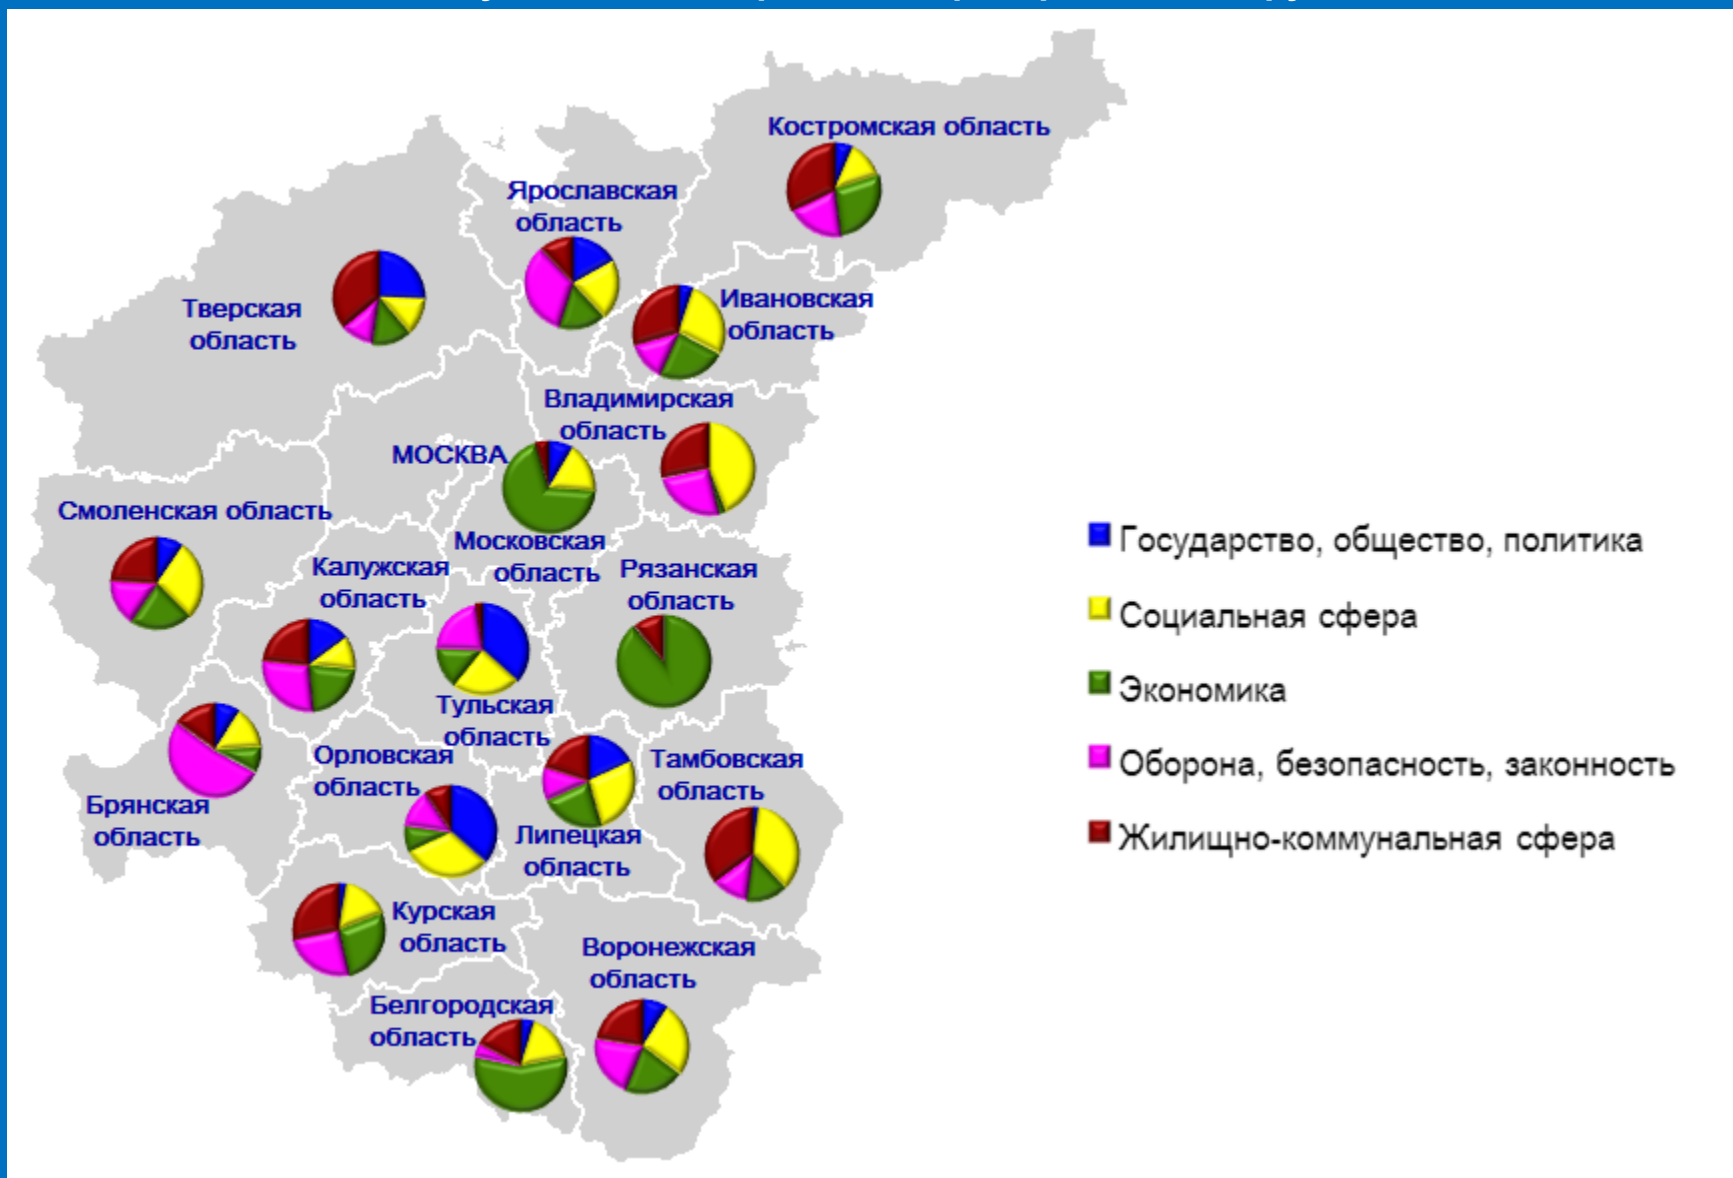 Костромская область
Ярославская
область
Тверская
область
Ивановская
область
Владимирская
область
МОСКВА
Смоленская область
Московская
область
Калужская
область
Рязанская
область
Тульская
область
Брянская
область
Орловская
область
Липецкая
область
Тамбовская
область
Курская
область
Воронежская
область
Белгородская
область
Государство, общество, политика
Социальная сфера
Экономика
Оборона, безопасность, законность
Жилищно-коммунальная сфера